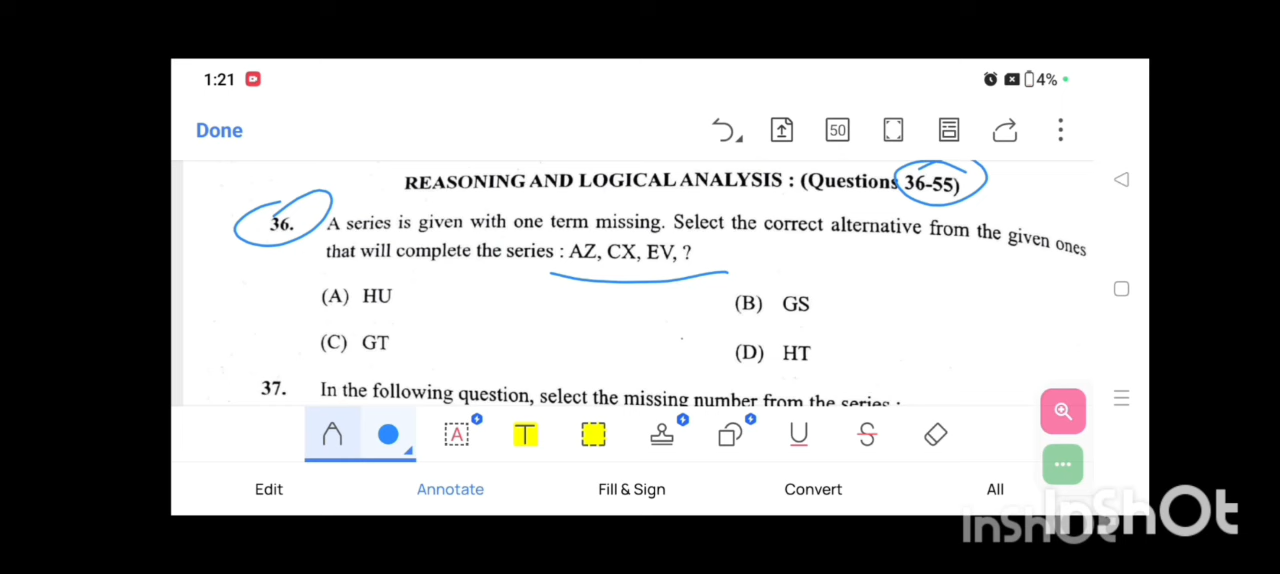 1:21 4%
Done 50
REASONING AND LOGICAL ANALYSIS : (Questions 36-55)
36. A series is given with one term missing. Select the correct alternative from the given ones
that will complete the series : AZ, CX, EV, ?
(A) HU
(B) GS
(C) GT
(D) HT
37. In the following question, select the missing number from the series :
A T U S
Edit Annotate Fill & Sign Convert All
InShOt
InShOt